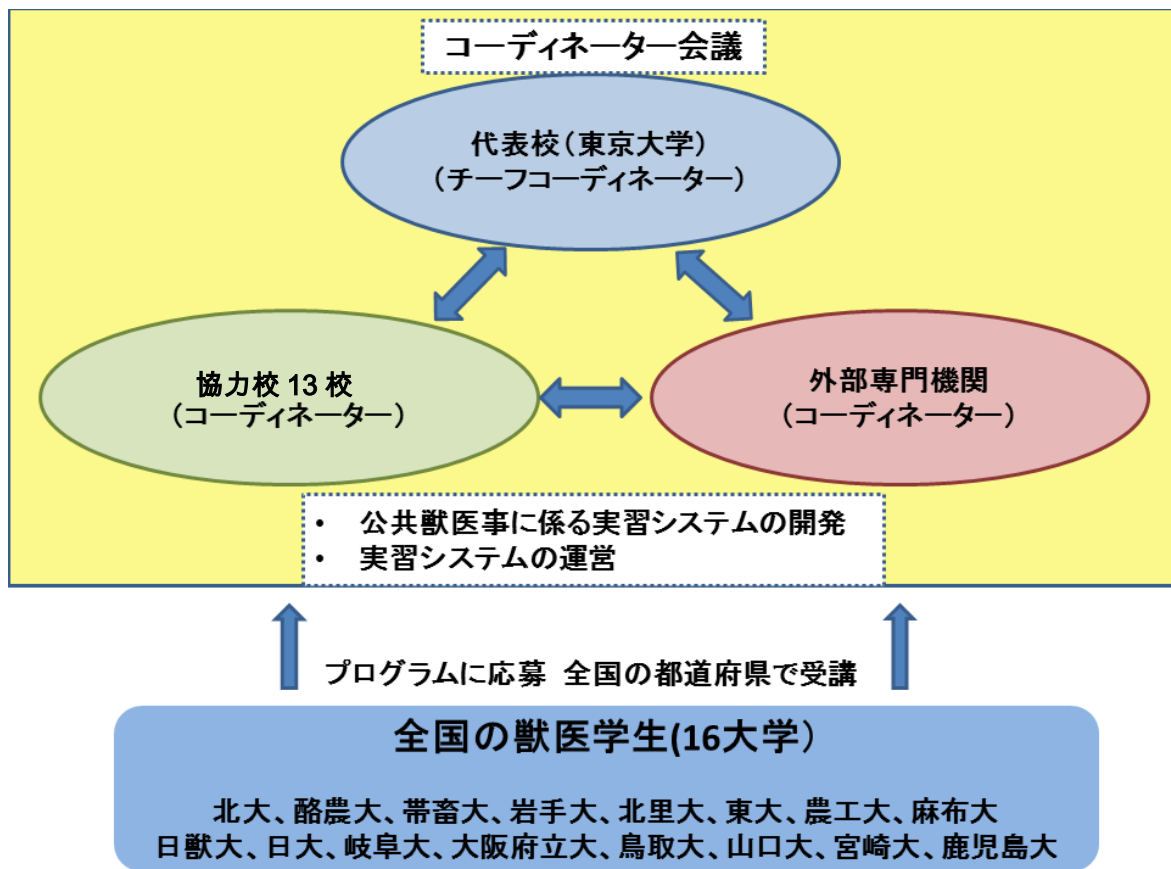 コーディネーター会議
代表校（東京大学）
（チーフコーディネーター）
協力校 13 校
（コーディネーター）
外部専門機関
（コーディネーター）
• 公共獣医事に係る実習システムの開発
• 実習システムの運営
プログラムに応募 全国の都道府県で受講
全国の獣医学生(16大学）
北大、酪農大、帯畜大、岩手大、北里大、東大、農工大、麻布大
日獣大、日大、岐阜大、大阪府立大、鳥取大、山口大、宮崎大、鹿児島大